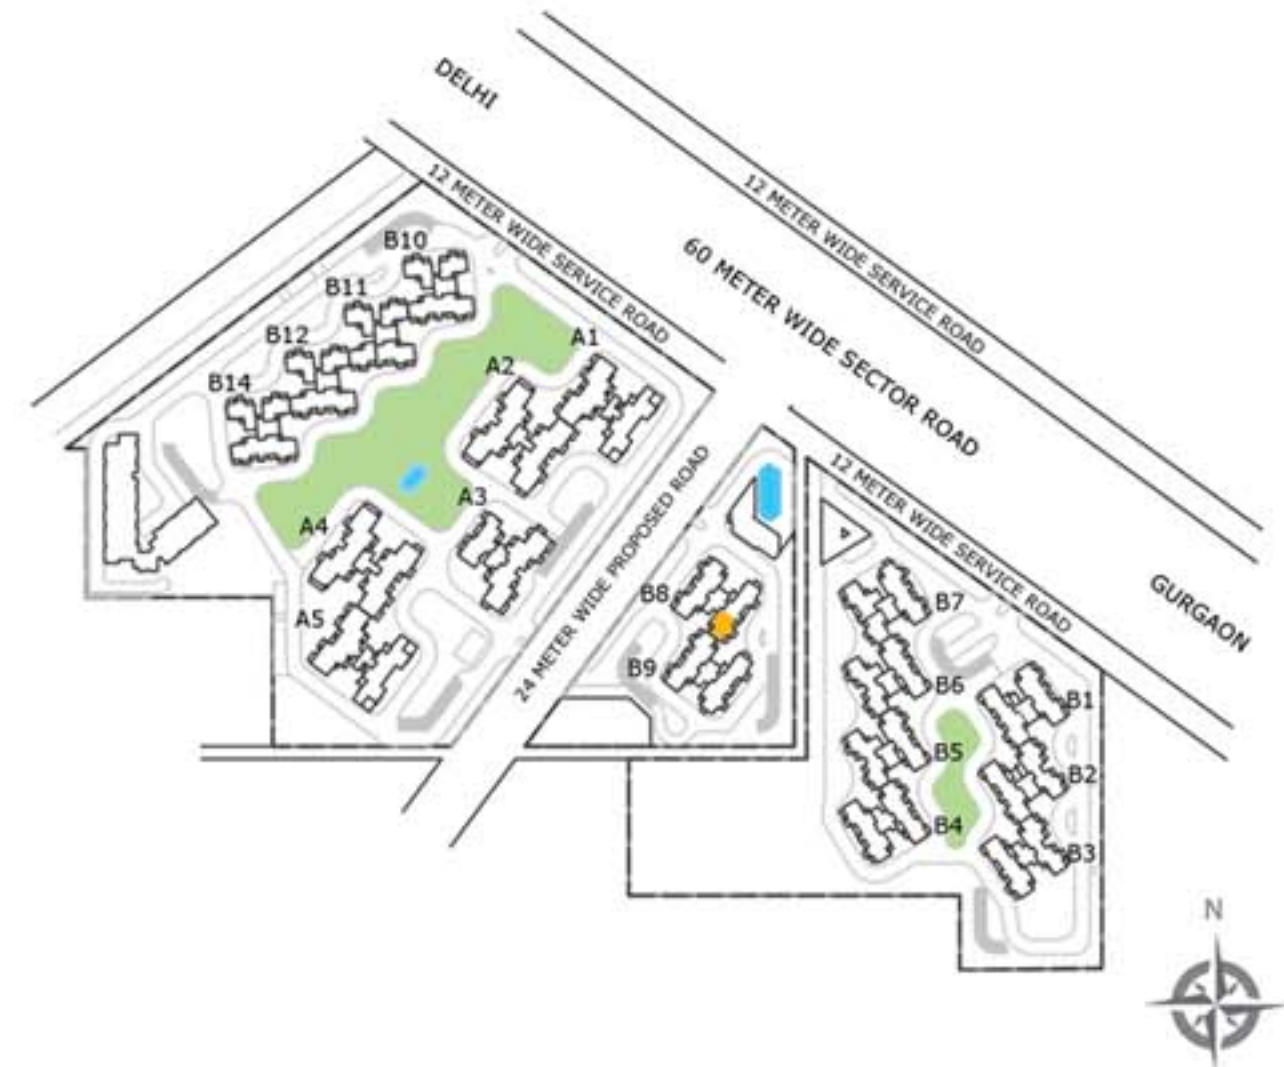 DELHI
12 METER WIDE SERVICE ROAD
12 METER WIDE SERVICE ROAD
60 METER WIDE SECTOR ROAD
B10
B11
B12
B14
A1
A2
A3
A4
A5
24 METER WIDE PROPOSED ROAD
12 METER WIDE SERVICE ROAD
GURGAON
B8
B9
B7
B6
B5
B4
B1
B2
B3
N